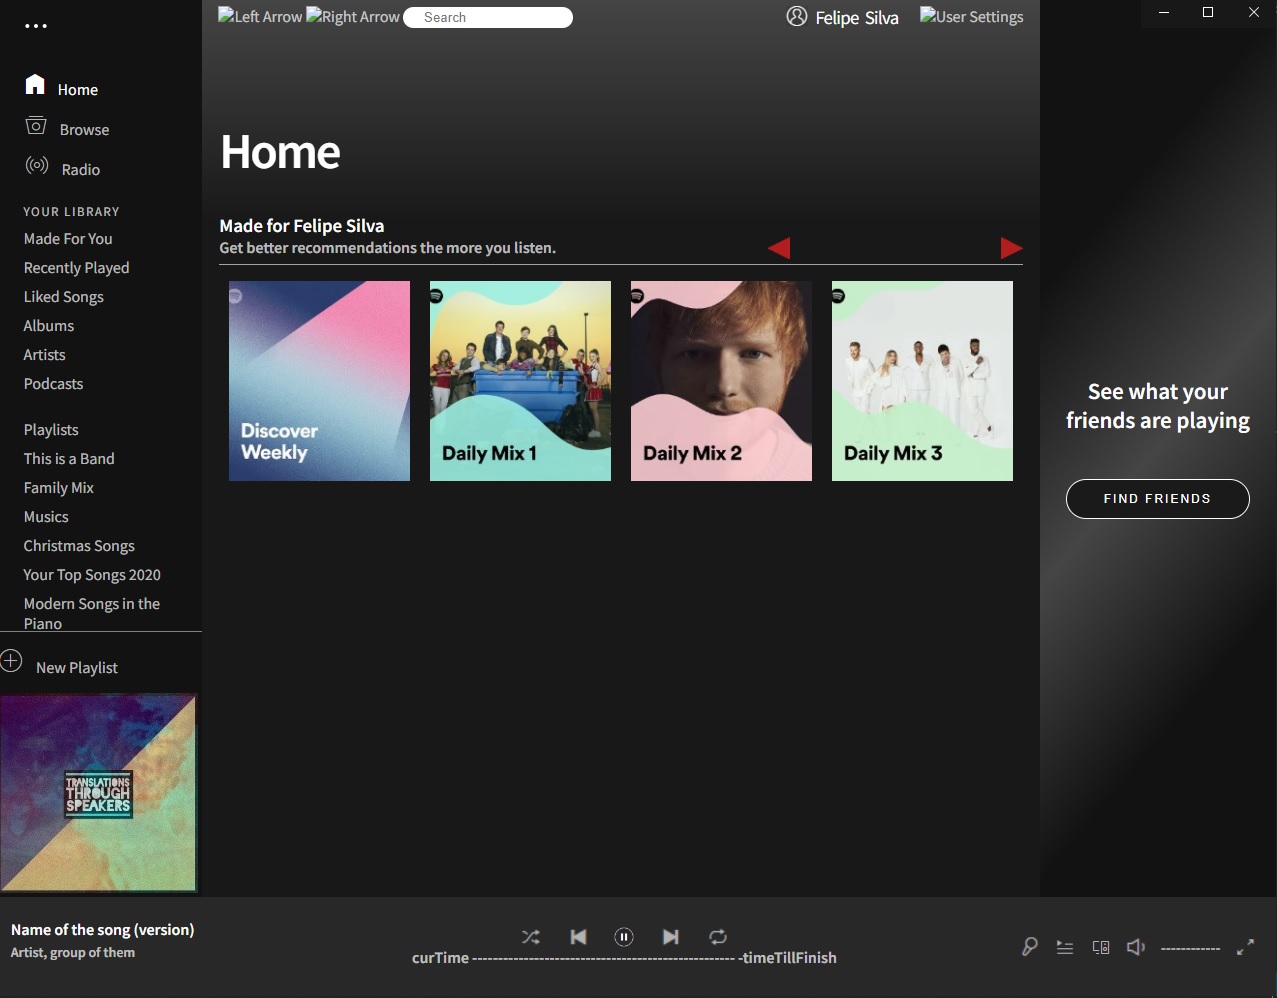 Left Arrow
Right Arrow
Search
Felipe Silva
User Settings
Home
Browse
Radio
YOUR LIBRARY
Made For You
Recently Played
Liked Songs
Albums
Artists
Podcasts
Playlists
This is a Band
Family Mix
Musics
Christmas Songs
Your Top Songs 2020
Modern Songs in the
Piano
New Playlist
TRANSLATIONS
THROUGH
SPEAKERS
Home
Made for Felipe Silva
Get better recommendations the more you listen.
Discover
Weekly
Daily Mix 1
Daily Mix 2
Daily Mix 3
See what your
friends are playing
FIND FRIENDS
Name of the song (version)
Artist, group of them
curTime --------------------------------------------------- -timeTillFinish
------------